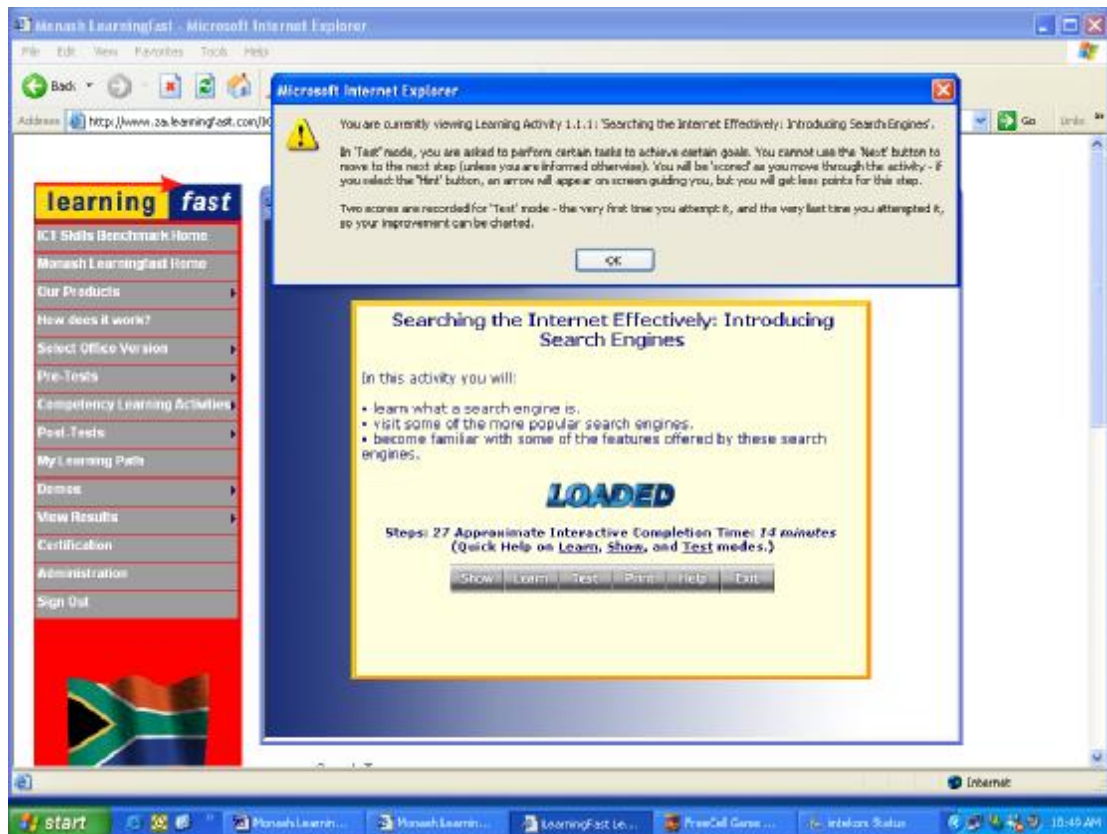 Monash Learningfast - Microsoft Internet Explorer
File Edit View Favorites Tools Help
Back
Address http://www.za.learningfast.com/
Go Links
Microsoft Internet Explorer
You are currently viewing Learning Activity 1.1.1: 'Searching the Internet Effectively: Introducing Search Engines'.
In 'Test' mode, you are asked to perform certain tasks to achieve certain goals. You cannot use the 'Next' button to
move to the next step (unless you are informed otherwise). You will be 'scored' as you move through the activity - if
you select the 'Hint' button, an arrow will appear on screen guiding you, but you will get less points for this step.
Two scores are recorded for 'Test' mode - the very first time you attempt it, and the very last time you attempted it,
so your improvement can be charted.
OK
learning fast
ICT Skills Benchmark Home
Monash Learningfast Home
Our Products
How does it work?
Select Office Version
Pre-Tests
Competency Learning Activities
Post-Tests
My Learning Path
Demos
View Results
Certification
Administration
Sign Out
Searching the Internet Effectively: Introducing
Search Engines
In this activity you will:
• learn what a search engine is.
• visit some of the more popular search engines.
• become familiar with some of the features offered by these search
engines.
LOADED
Steps: 27 Approximate Interactive Completion Time: 14 minutes
(Quick Help on Learn, Show, and Test modes.)
Show Learn Test Print Help Exit
Internet
start
Monash Learnin...
Monash Learnin...
LearningFast Le...
FreeCell Game ...
intekom Status
10:49 AM